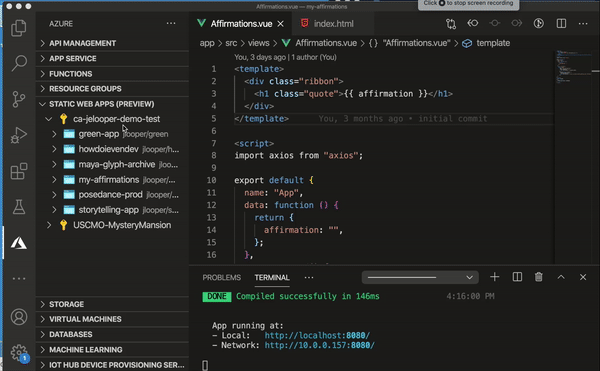 Affirmations.vue — my-affirmations
Click to stop screen recording
AZURE
API MANAGEMENT
APP SERVICE
FUNCTIONS
RESOURCE GROUPS
STATIC WEB APPS (PREVIEW)
ca-jelooper-demo-test
green-app jlooper/green
howdoievendev jlooper/h...
maya-glyph-archive jloo...
my-affirmations jlooper/...
posedance-prod jlooper/...
storytelling-app jlooper/s...
USCMO-MysteryMansion
STORAGE
VIRTUAL MACHINES
DATABASES
MACHINE LEARNING
IOT HUB DEVICE PROVISIONING SER...
1
Affirmations.vue
index.html
app > src > views > Affirmations.vue > {} "Affirmations.vue" > template
You, 3 days ago | 1 author (You)
1 <template>
2 <div class="ribbon">
3 <h1 class="quote">{{ affirmation }}</h1>
4 </div>
5 </template> You, 3 months ago • initial commit
6
7 <script>
8 import axios from "axios";
9
10 export default {
11 name: "App",
12 data: function () {
13 return {
14 affirmation: "",
15 };
16 },
PROBLEMS TERMINAL ...
DONE Compiled successfully in 146ms 4:16:00 PM
App running at:
- Local: http://localhost:8080/
- Network: http://10.0.0.157:8080/